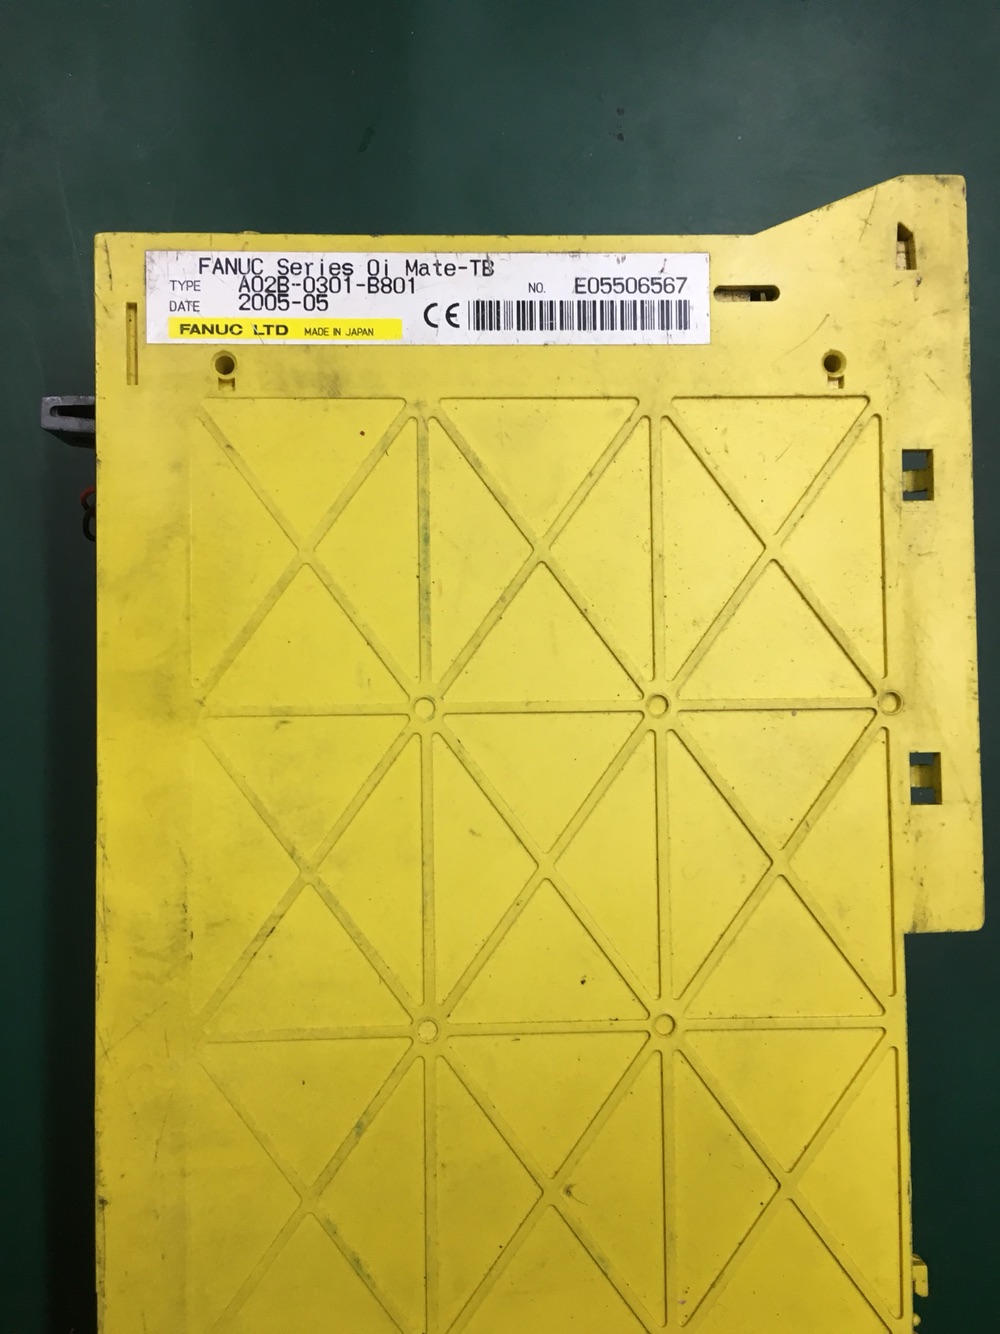 FANUC Series 0i Mate-TB
TYPE A02B-0301-B801 NO. E05506567
DATE 2005-05
FANUC LTD MADE IN JAPAN CE